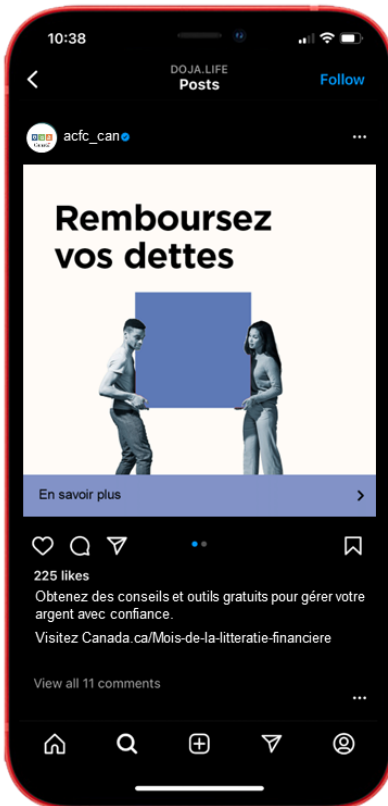 10:38
DOJA.LIFE
Posts
Follow
acfc_can
Remboursez
vos dettes
En savoir plus
225 likes
Obtenez des conseils et outils gratuits pour gérer votre
argent avec confiance.
Visitez Canada.ca/Mois-de-la-litteratie-financiere
View all 11 comments